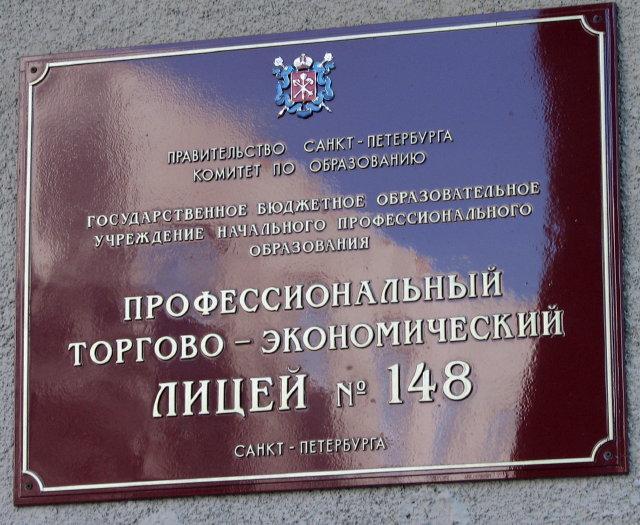 ПРАВИТЕЛЬСТВО САНКТ-ПЕТЕРБУРГА
КОМИТЕТ ПО ОБРАЗОВАНИЮ
ГОСУДАРСТВЕННОЕ БЮДЖЕТНОЕ ОБРАЗОВАТЕЛЬНОЕ
УЧРЕЖДЕНИЕ НАЧАЛЬНОГО ПРОФЕССИОНАЛЬНОГО
ОБРАЗОВАНИЯ
ПРОФЕССИОНАЛЬНЫЙ
ТОРГОВО – ЭКОНОМИЧЕСКИЙ
ЛИЦЕЙ № 148
САНКТ - ПЕТЕРБУРГА